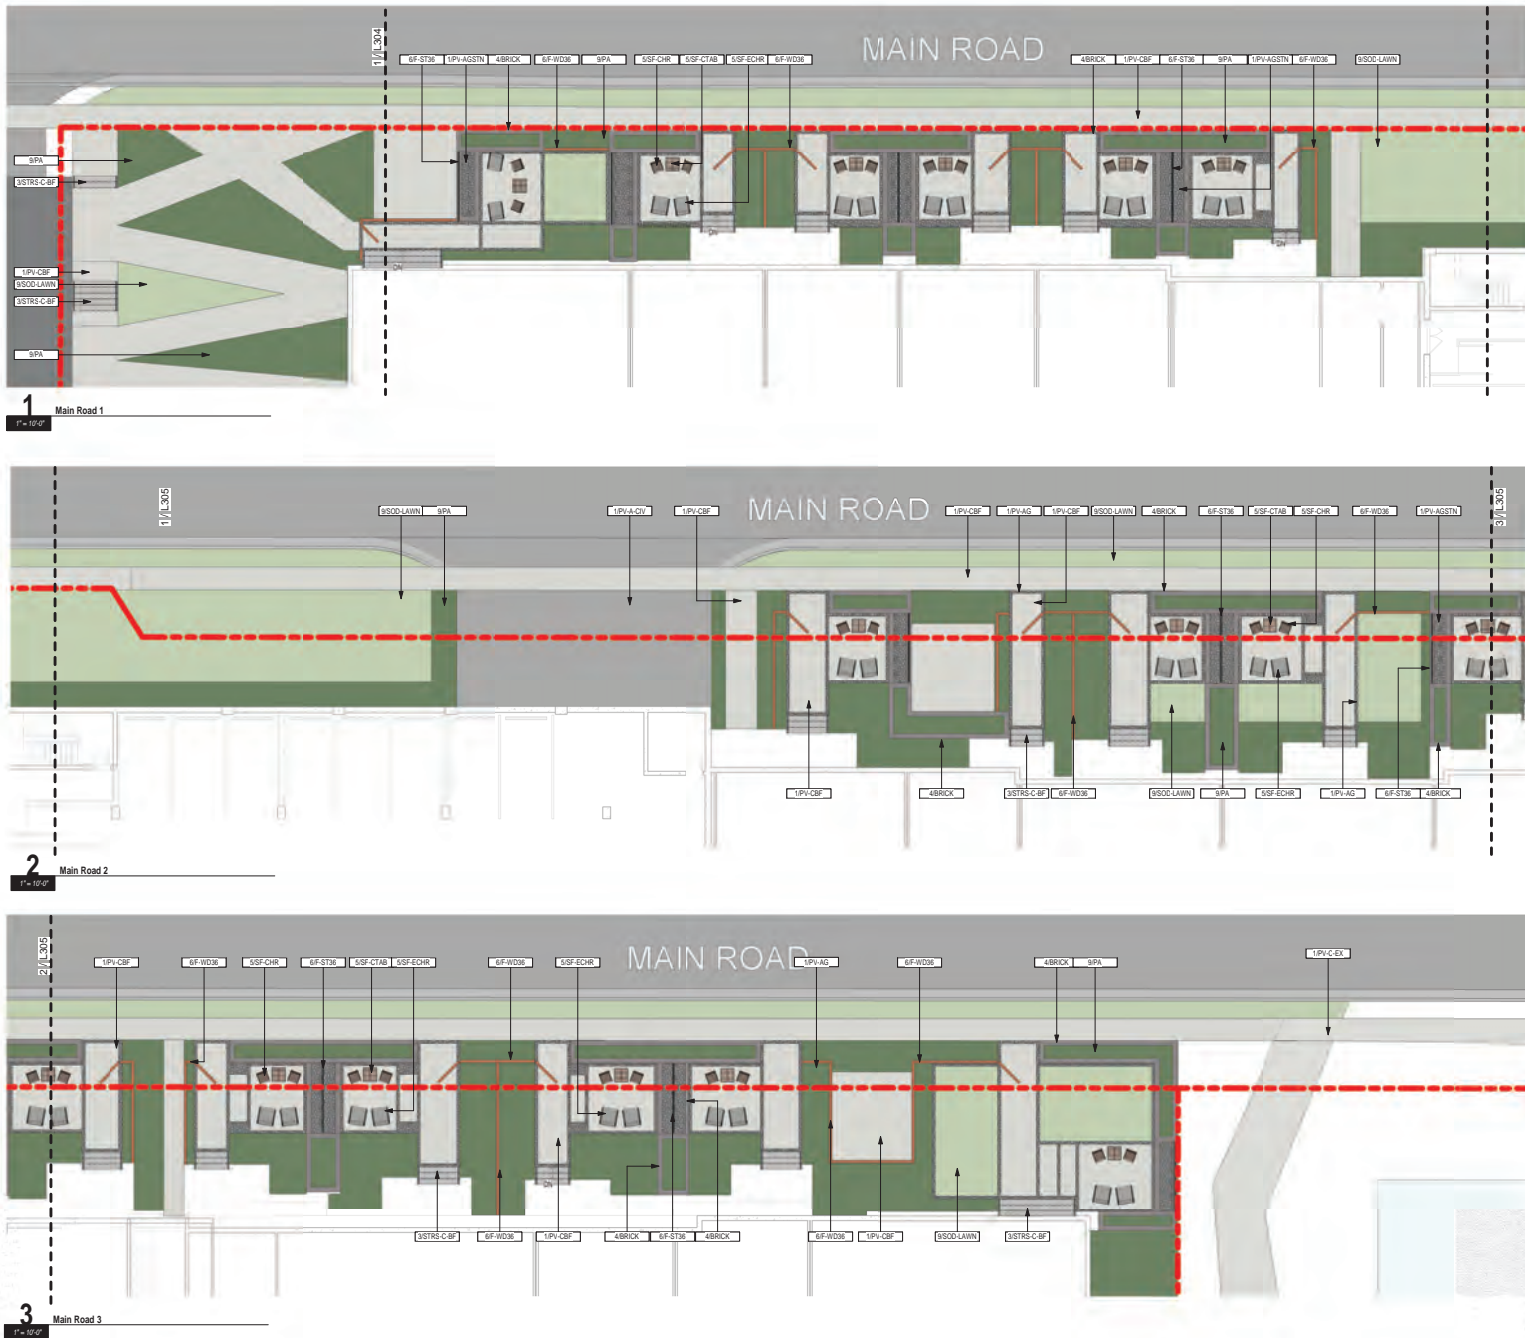 MAIN ROAD
1 / L304
6/F-ST36 1/PV-AGSTN 4/BRICK 6/F-WD36 9/PA 5/SF-CHR 5/SF-CTAB 5/SF-ECHR 6/F-WD36 4/BRICK 1/PV-CBF 6/F-ST36 9/PA 1/PV-AGSTN 6/F-WD36 9/SOD-LAWN
9/PA
3/STRS-C-BF
DN
DN
DN
1/PV-CBF
9/SOD-LAWN
3/STRS-C-BF
9/PA
1 Main Road 1
1" = 10'-0"
1 / L305
MAIN ROAD
3 / L305
9/SOD-LAWN 9/PA 1/PV-A-CIV 1/PV-CBF 1/PV-CBF 1/PV-AG 1/PV-CBF 9/SOD-LAWN 4/BRICK 6/F-ST36 5/SF-CTAB 5/SF-CHR 6/F-WD36 1/PV-AGSTN
1/PV-CBF 4/BRICK 3/STRS-C-BF 6/F-WD36 9/SOD-LAWN 9/PA 5/SF-ECHR 1/PV-AG 6/F-ST36 4/BRICK
2 Main Road 2
1" = 10'-0"
2 / L305
MAIN ROAD
1/PV-C-EX
1/PV-CBF 6/F-WD36 5/SF-CHR 6/F-ST36 5/SF-CTAB 5/SF-ECHR 6/F-WD36 5/SF-ECHR 1/PV-AG 6/F-WD36 4/BRICK 9/PA
DN
3/STRS-C-BF 6/F-WD36 1/PV-CBF 4/BRICK 6/F-ST36 4/BRICK 6/F-WD36 1/PV-CBF 9/SOD-LAWN 3/STRS-C-BF
3 Main Road 3
1" = 10'-0"